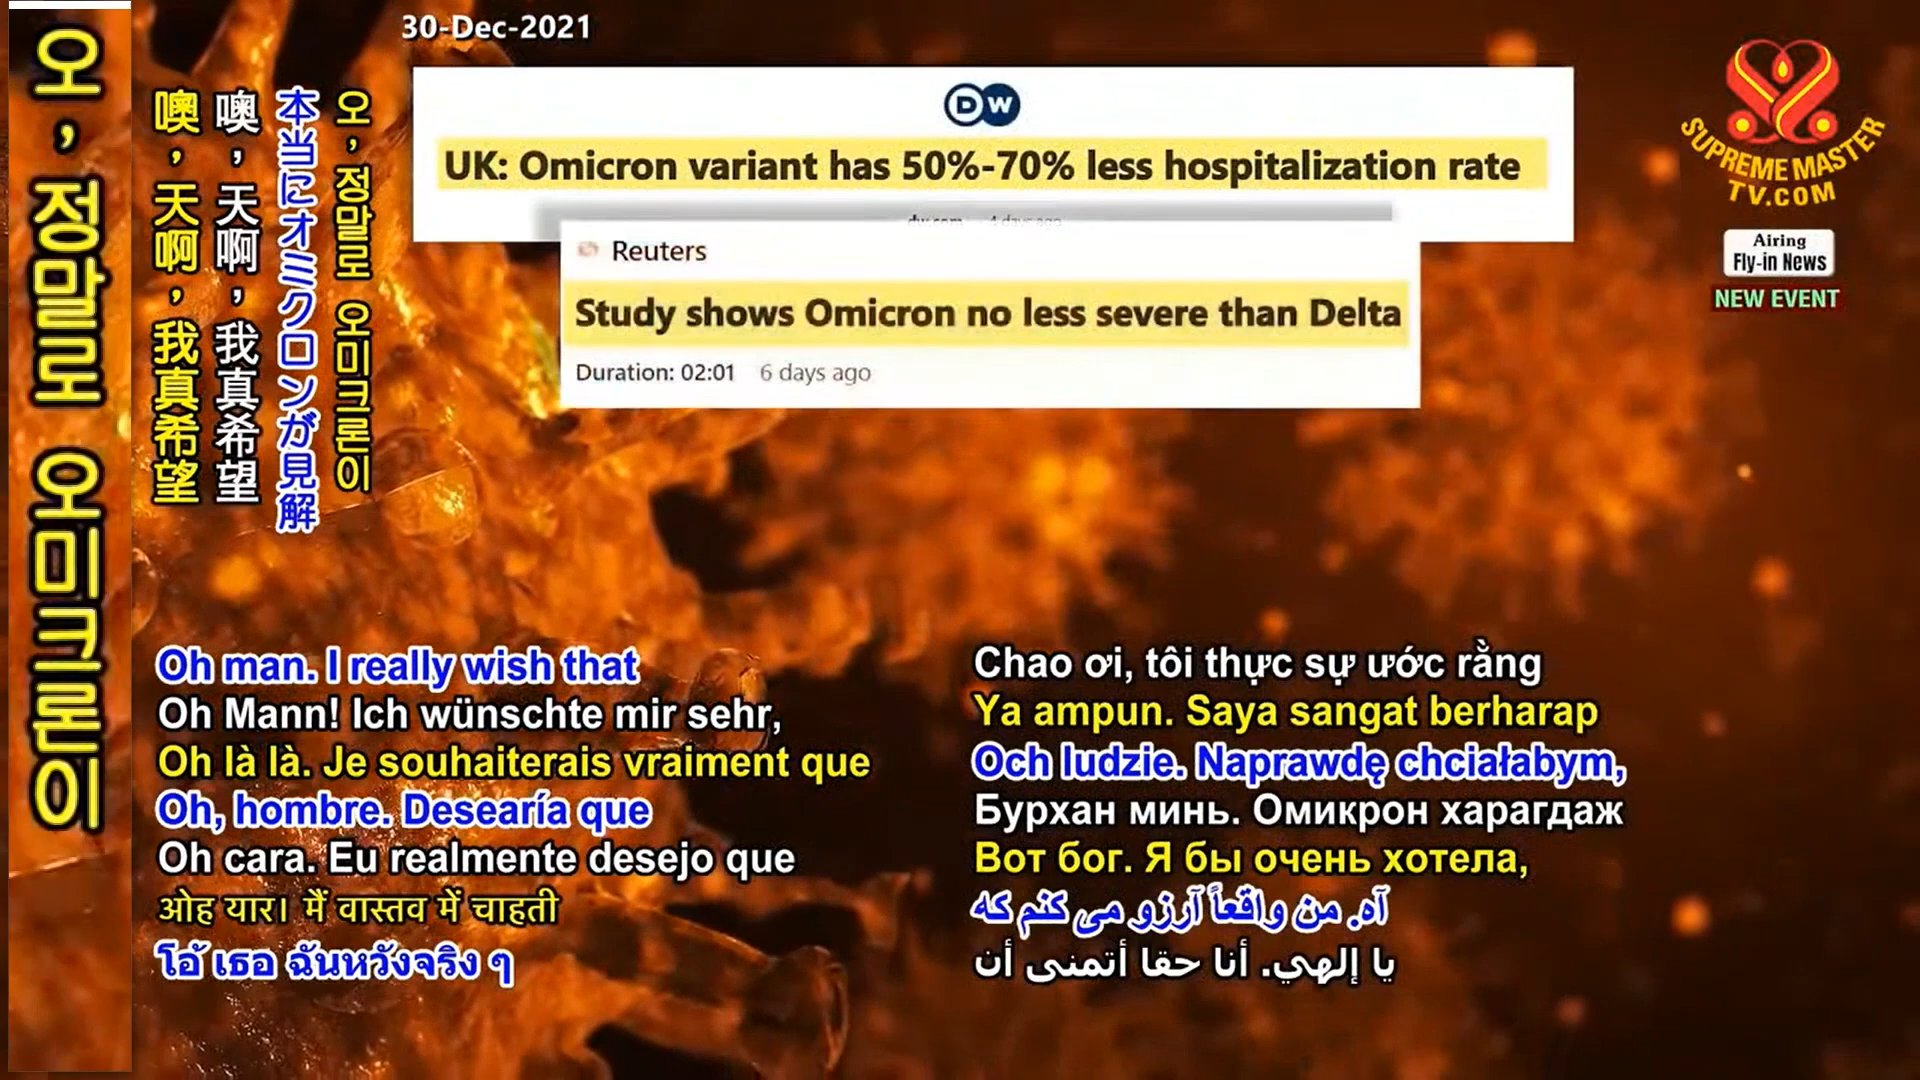 오, 정말로 오미크론이
噢，天啊，我真希望
噢，天啊，我真希望
本当にオミクロンが見解
오, 정말로 오미크론이
30-Dec-2021
DW
UK: Omicron variant has 50%-70% less hospitalization rate
Reuters
Study shows Omicron no less severe than Delta
Duration: 02:01 6 days ago
SUPREME MASTER
TV.COM
Airing
Fly-in News
NEW EVENT
Oh man. I really wish that
Oh Mann! Ich wünschte mir sehr,
Oh là là. Je souhaiterais vraiment que
Oh, hombre. Desearía que
Oh cara. Eu realmente desejo que
ओह यार। मैं वास्तव में चाहती
โอ้ เธอ ฉันหวังจริง ๆ
Chao ơi, tôi thực sự ước rằng
Ya ampun. Saya sangat berharap
Och ludzie. Naprawdę chciałabym,
Бурхан минь. Омикрон харагдаж
Вот бог. Я бы очень хотела,
آه. من واقعاً آرزو می کنم که
يا إلهي. أنا حقا أتمنى أن